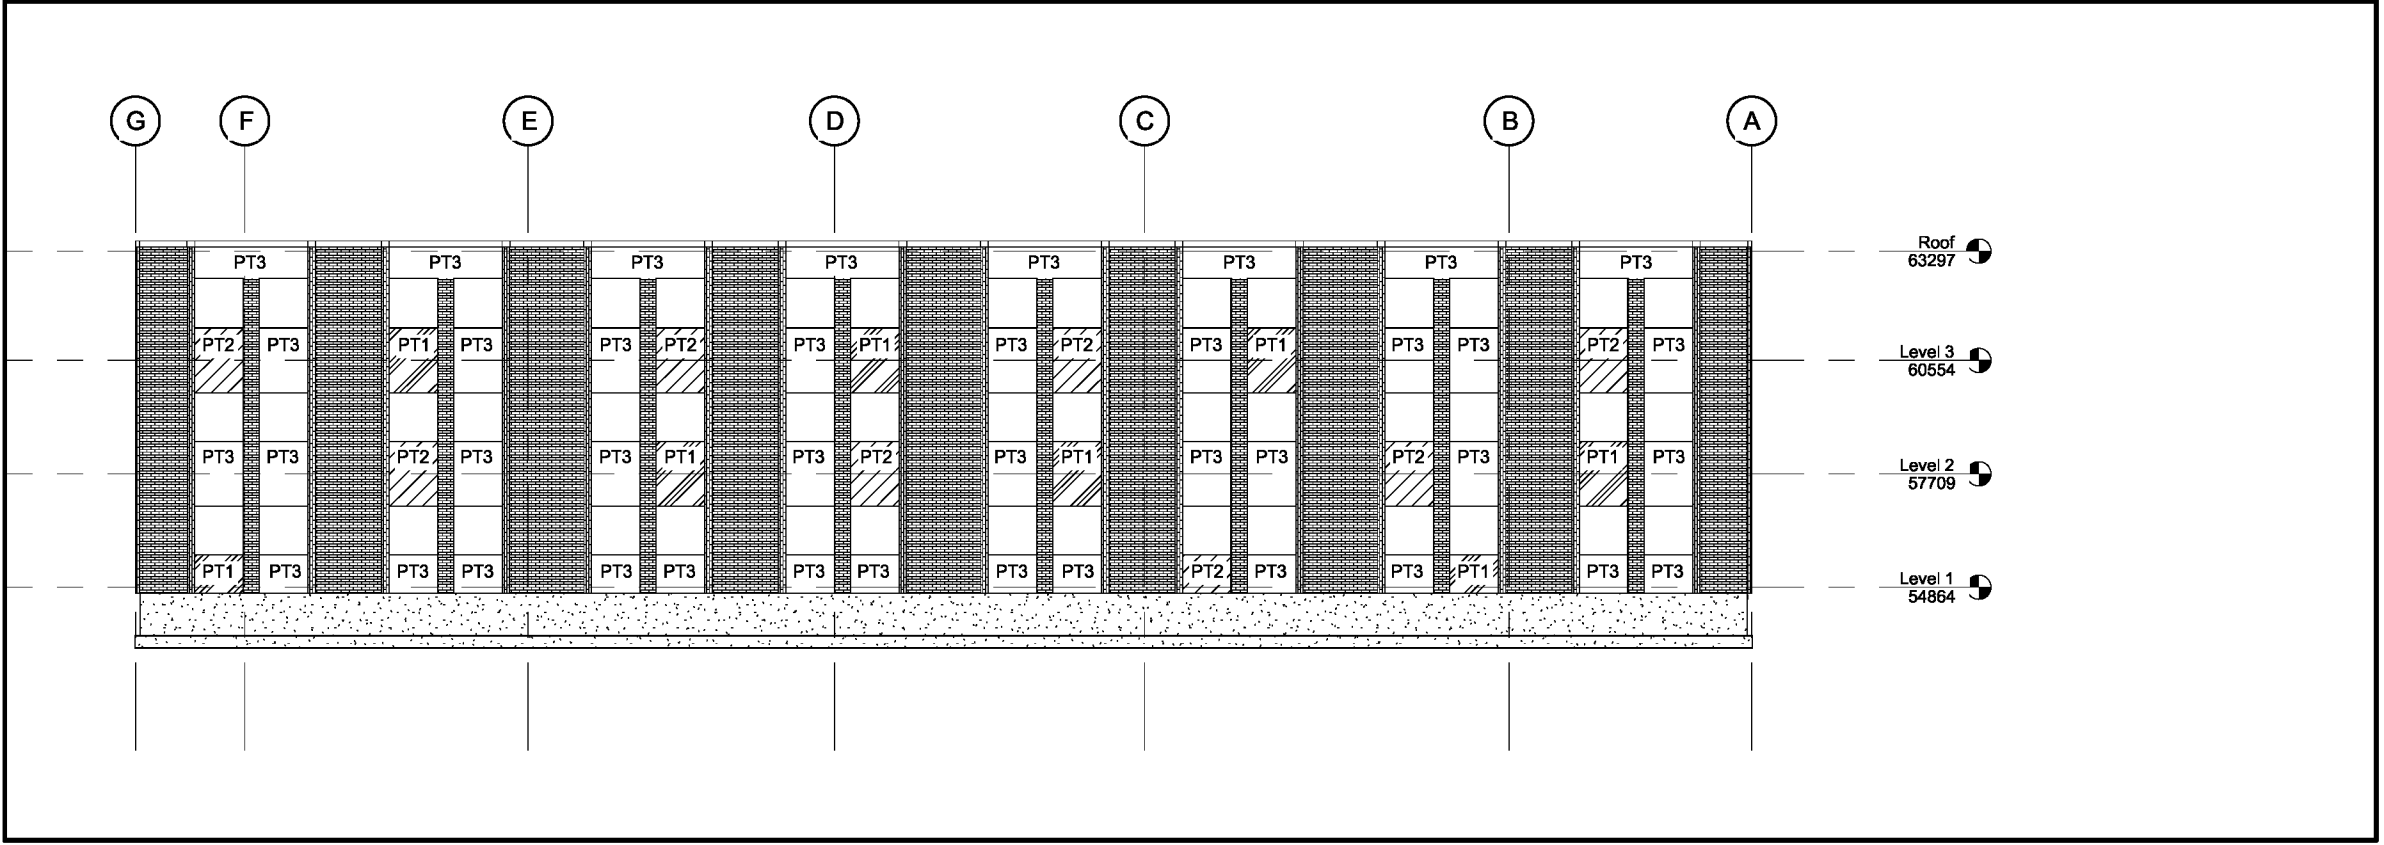 G F E D C B A
Roof
63297
PT3 PT3 PT3 PT3 PT3 PT3 PT3 PT3
PT2 PT3 PT1 PT3 PT3 PT2 PT3 PT1 PT3 PT2 PT3 PT1 PT3 PT3 PT2 PT3
Level 3
60554
PT3 PT3 PT2 PT3 PT3 PT1 PT3 PT2 PT3 PT1 PT3 PT3 PT2 PT3 PT1 PT3
Level 2
57709
PT1 PT3 PT3 PT3 PT3 PT3 PT3 PT3 PT3 PT3 PT2 PT3 PT3 PT1 PT3 PT3
Level 1
54864